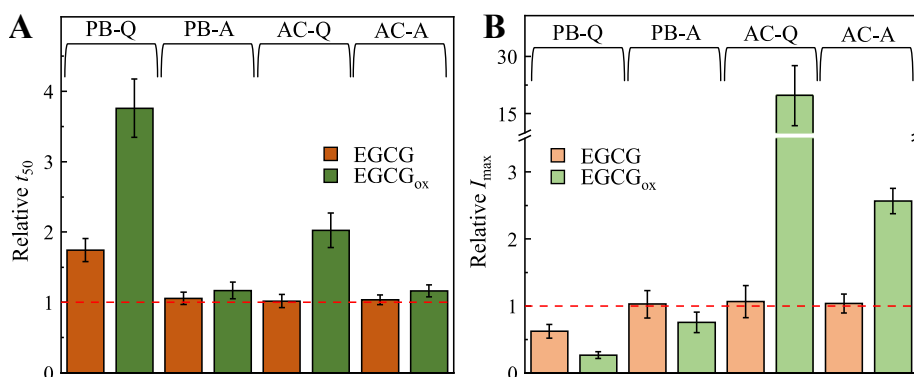 A
PB-Q PB-A AC-Q AC-A
Relative t50
4
3
2
1
0
EGCG
EGCGox
B
PB-Q PB-A AC-Q AC-A
Relative Imax
30
15
3
2
1
0
EGCG
EGCGox